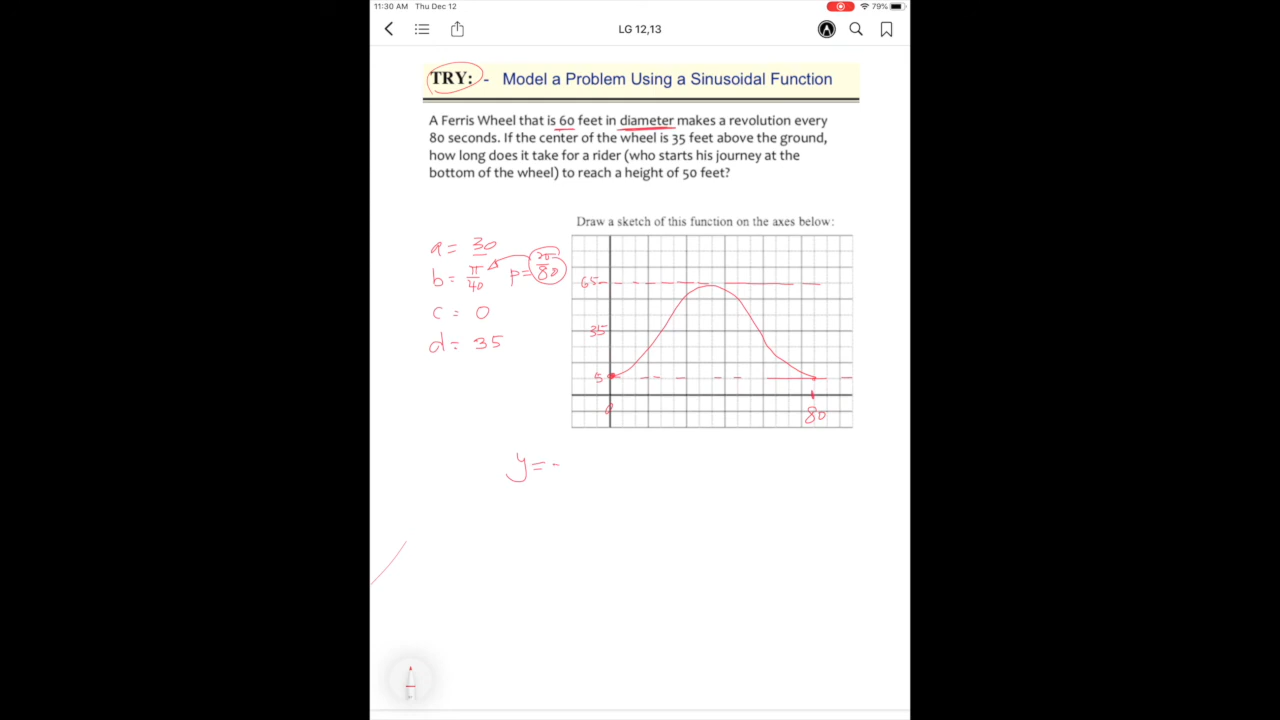 11:30 AM Thu Dec 12
79%
LG 12,13
TRY: - Model a Problem Using a Sinusoidal Function
A Ferris Wheel that is 60 feet in diameter makes a revolution every
80 seconds. If the center of the wheel is 35 feet above the ground,
how long does it take for a rider (who starts his journey at the
bottom of the wheel) to reach a height of 50 feet?
Draw a sketch of this function on the axes below:
a = 30
b = π/40 p = 2π/80
c = 0
d = 35
65
35
5
0
80
y = -